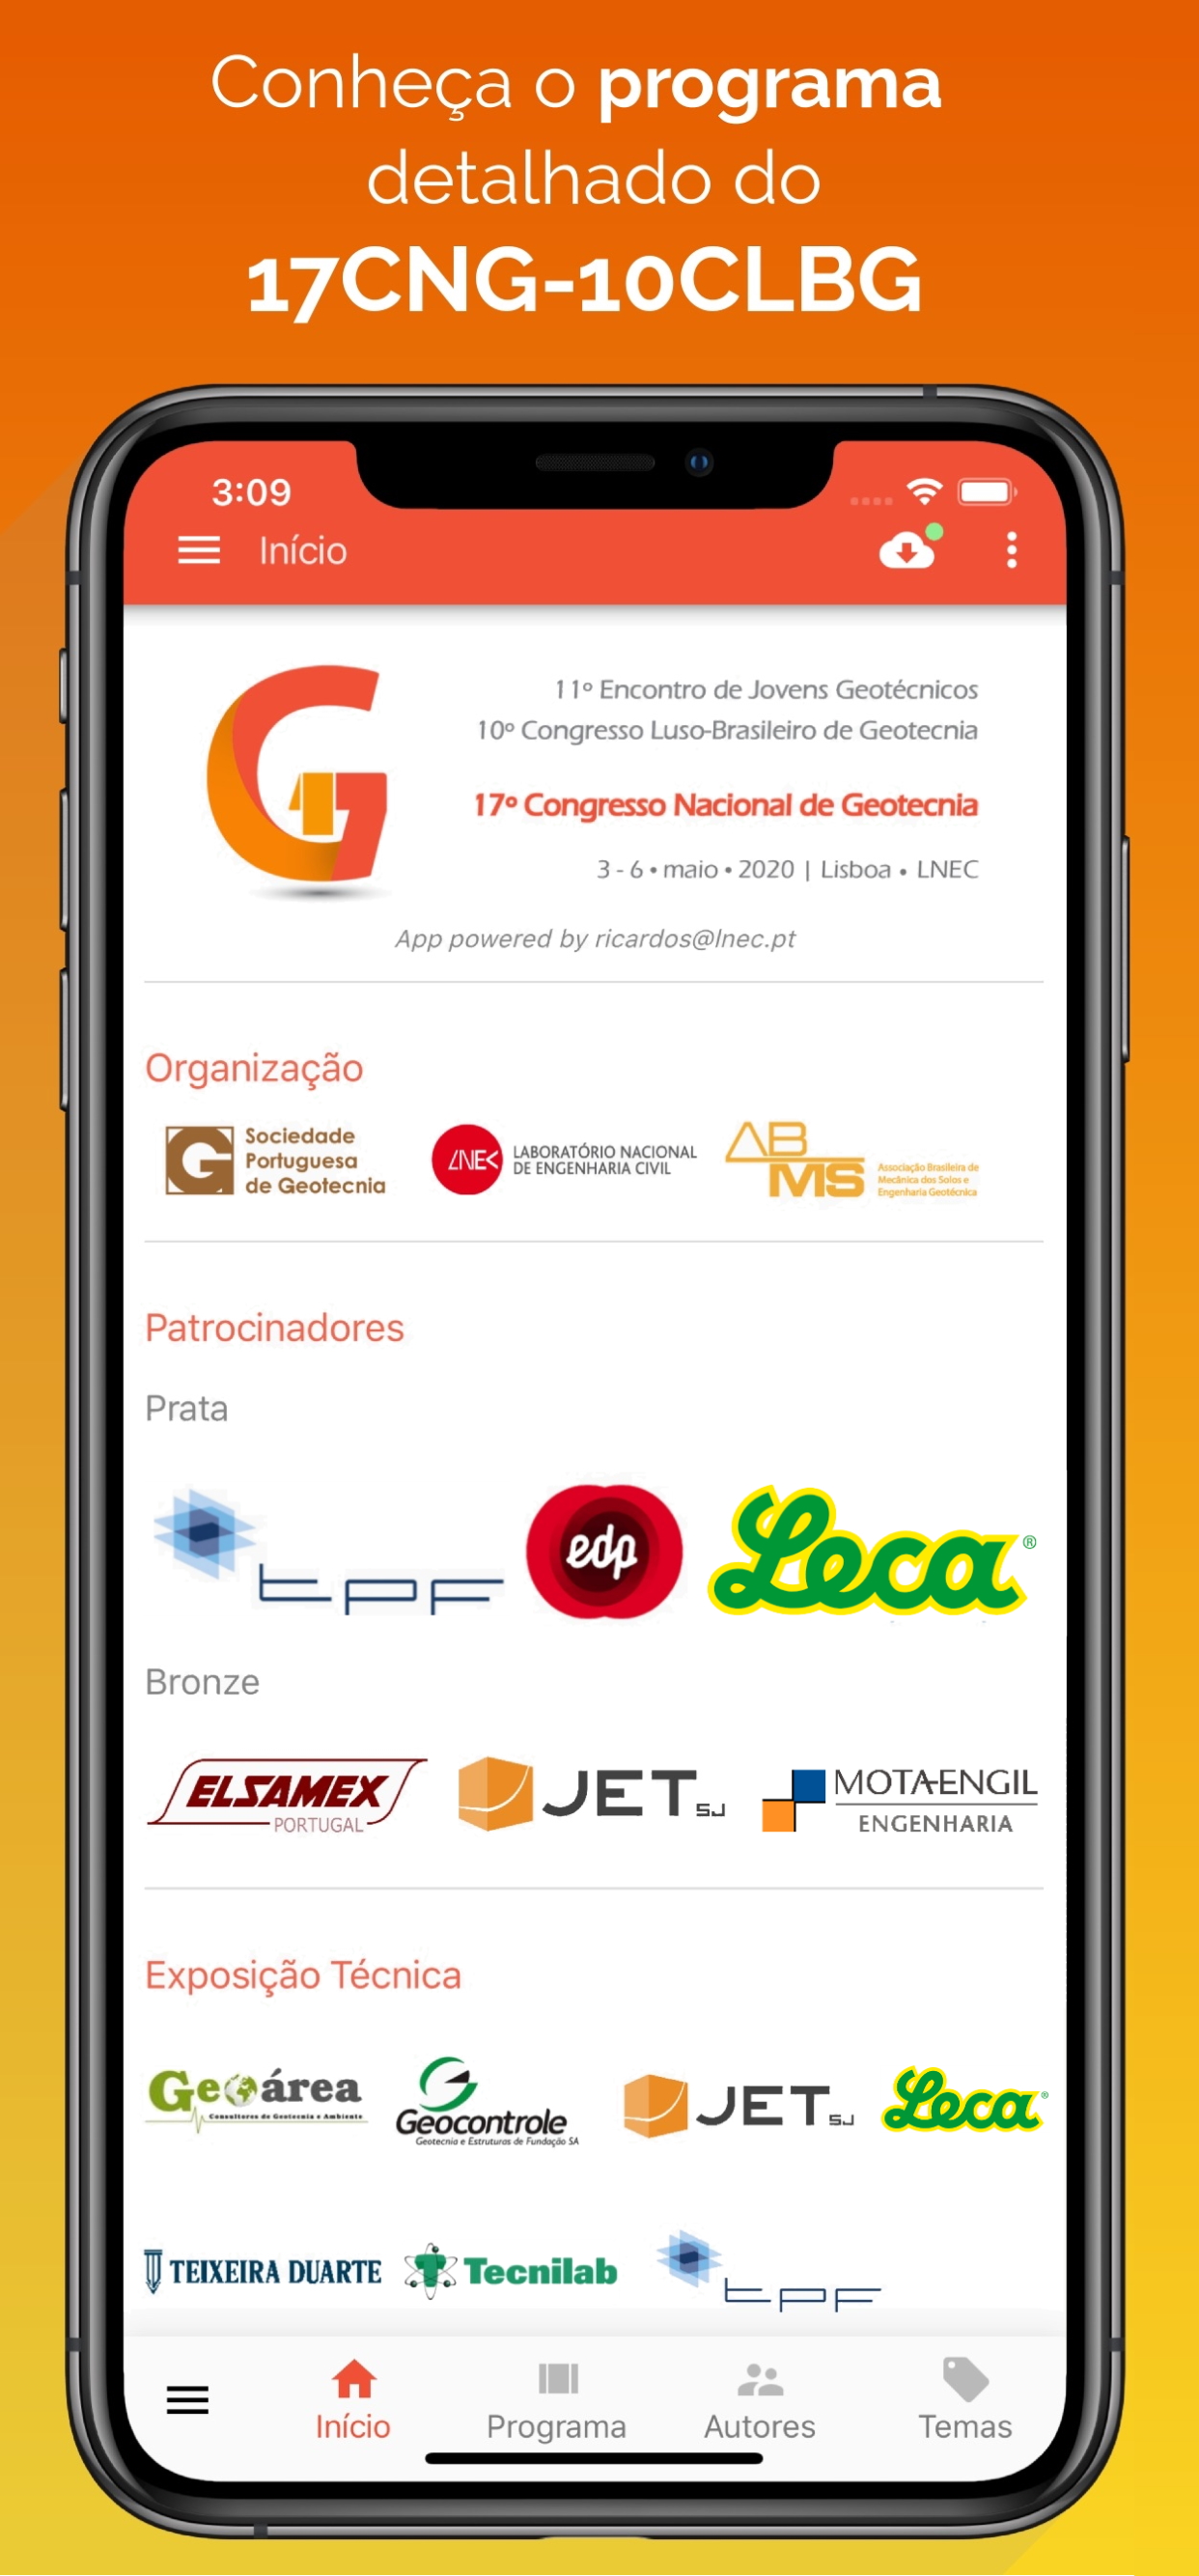 Conheça o programa
detalhado do
17CNG-10CLBG
3:09
Início
11º Encontro de Jovens Geotécnicos
10º Congresso Luso-Brasileiro de Geotecnia
17º Congresso Nacional de Geotecnia
3 - 6 • maio • 2020 | Lisboa • LNEC
App powered by ricardos@lnec.pt
Organização
Sociedade
Portuguesa
de Geotecnia
LNEC
LABORATÓRIO NACIONAL
DE ENGENHARIA CIVIL
ABMS
Associação Brasileira de
Mecânica dos Solos e
Engenharia Geotécnica
Patrocinadores
Prata
tpf
edp
Leca®
Bronze
ELSAMEX
PORTUGAL
JETSJ
MOTA-ENGIL
ENGENHARIA
Exposição Técnica
Geoárea
Consultores de Geotecnia e Ambiente
Geocontrole
Geotecnia e Estruturas de Fundação SA
JETSJ
Leca®
TEIXEIRA DUARTE
Tecnilab
tpf
Início
Programa
Autores
Temas